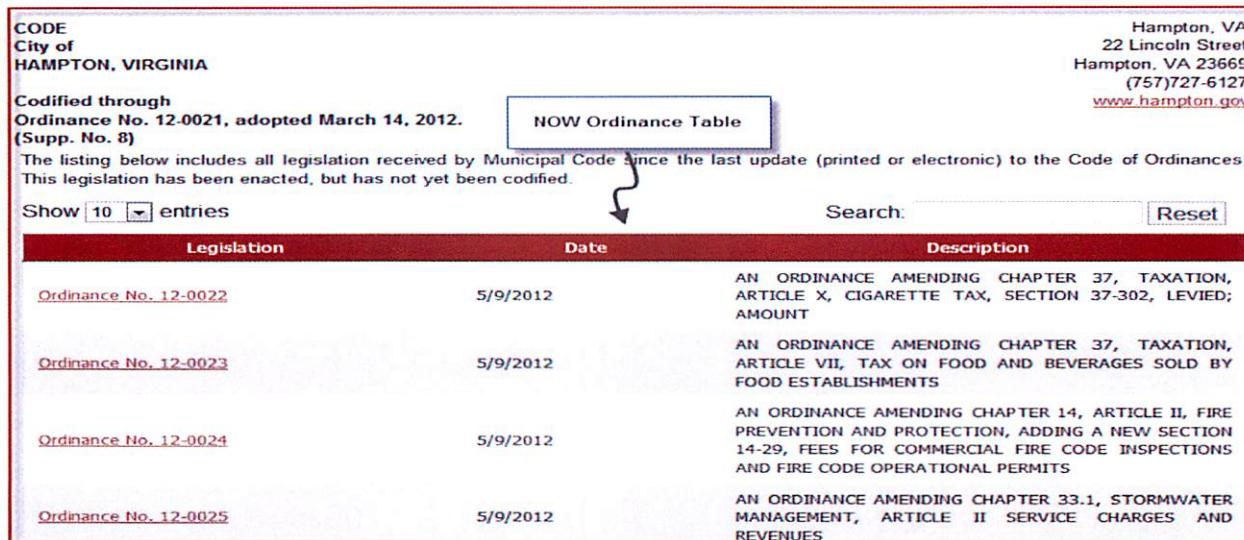 CODE
City of
HAMPTON, VIRGINIA
Hampton, VA
22 Lincoln Street
Hampton, VA 23669
(757)727-6127
www.hampton.gov
Codified through
Ordinance No. 12-0021, adopted March 14, 2012.
(Supp. No. 8)
NOW Ordinance Table
The listing below includes all legislation received by Municipal Code since the last update (printed or electronic) to the Code of Ordinances
This legislation has been enacted, but has not yet been codified.
Show 10 entries
Search: Reset
Legislation Date Description
Ordinance No. 12-0022 5/9/2012 AN ORDINANCE AMENDING CHAPTER 37, TAXATION,
ARTICLE X, CIGARETTE TAX, SECTION 37-302, LEVIED;
AMOUNT
Ordinance No. 12-0023 5/9/2012 AN ORDINANCE AMENDING CHAPTER 37, TAXATION,
ARTICLE VII, TAX ON FOOD AND BEVERAGES SOLD BY
FOOD ESTABLISHMENTS
Ordinance No. 12-0024 5/9/2012 AN ORDINANCE AMENDING CHAPTER 14, ARTICLE II, FIRE
PREVENTION AND PROTECTION, ADDING A NEW SECTION
14-29, FEES FOR COMMERCIAL FIRE CODE INSPECTIONS
AND FIRE CODE OPERATIONAL PERMITS
Ordinance No. 12-0025 5/9/2012 AN ORDINANCE AMENDING CHAPTER 33.1, STORMWATER
MANAGEMENT, ARTICLE II SERVICE CHARGES AND
REVENUES